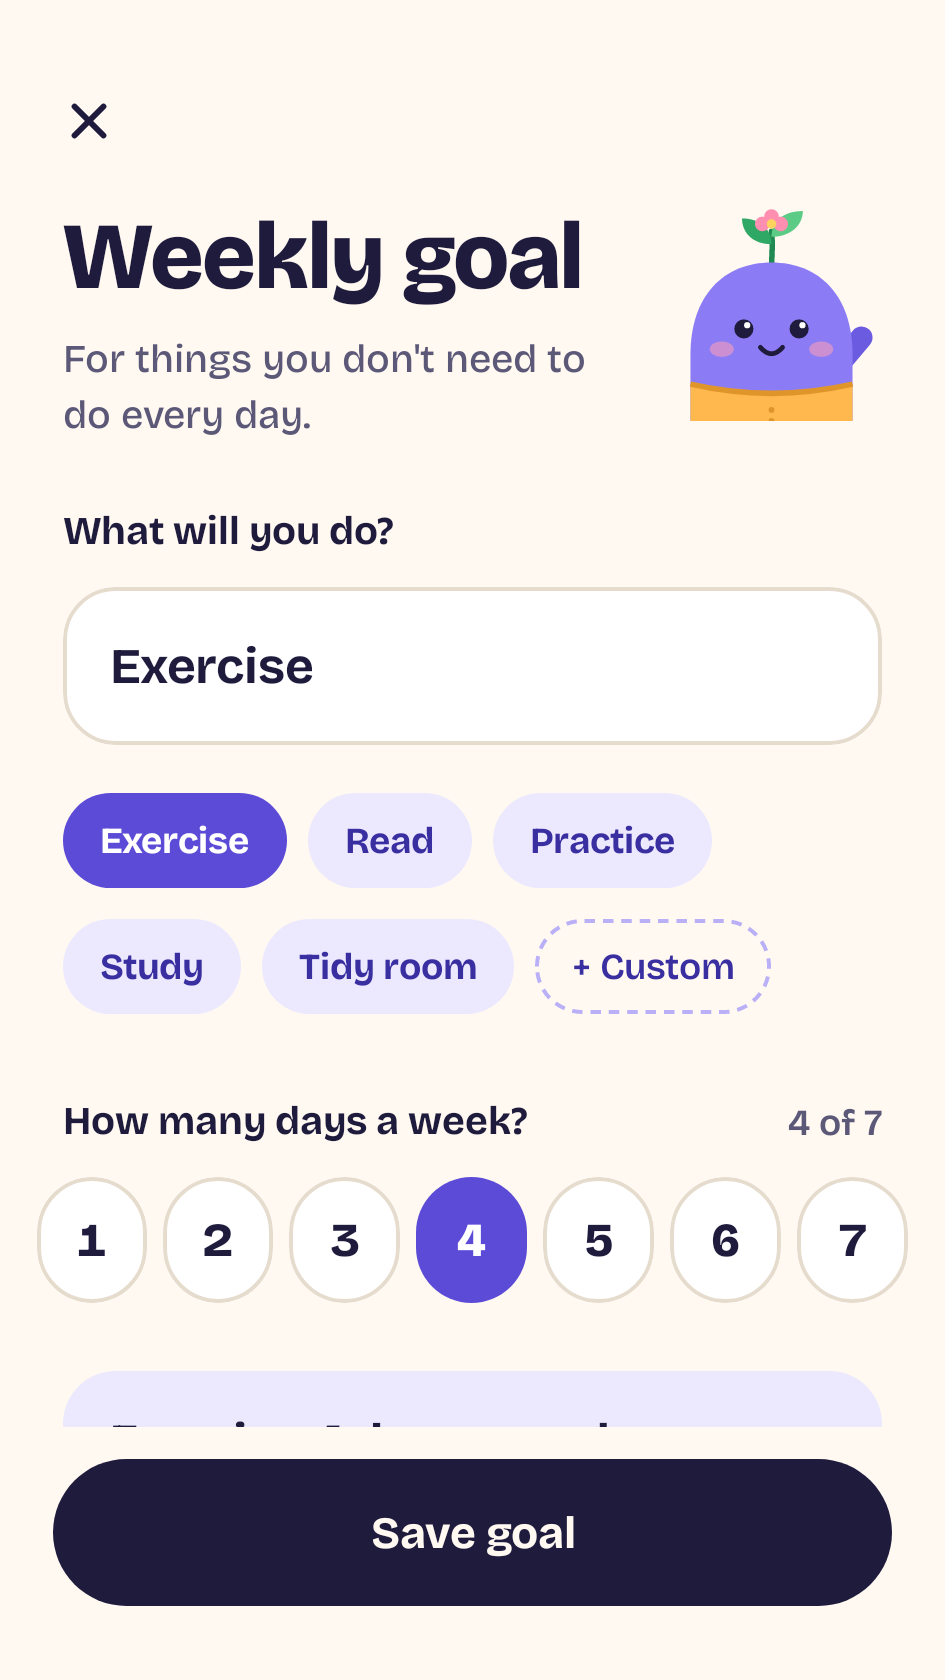 Weekly goal
For things you don't need to
do every day.
What will you do?
Exercise
Exercise
Read
Practice
Study
Tidy room
+ Custom
How many days a week?
4 of 7
1
2
3
4
5
6
7
Save goal